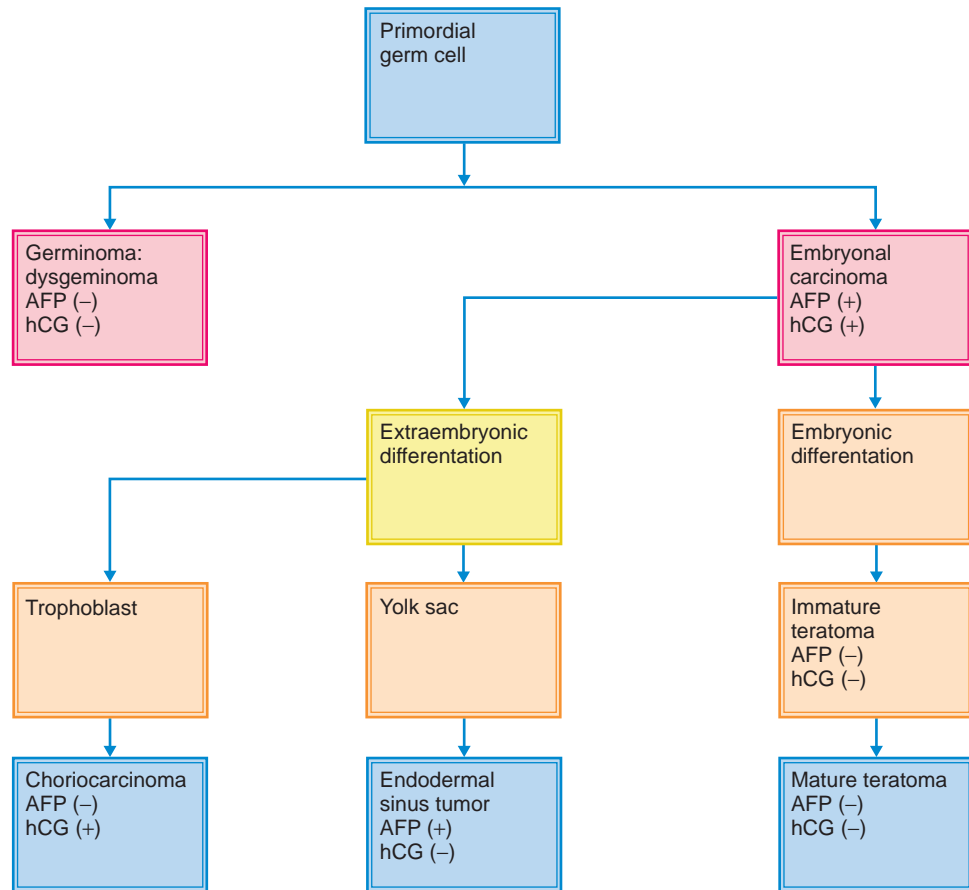 Primordial
germ cell
Germinoma:
dysgeminoma
AFP (−)
hCG (−)
Embryonal
carcinoma
AFP (+)
hCG (+)
Extraembryonic
differentation
Embryonic
differentation
Trophoblast
Yolk sac
Immature
teratoma
AFP (−)
hCG (−)
Choriocarcinoma
AFP (−)
hCG (+)
Endodermal
sinus tumor
AFP (+)
hCG (−)
Mature teratoma
AFP (−)
hCG (−)